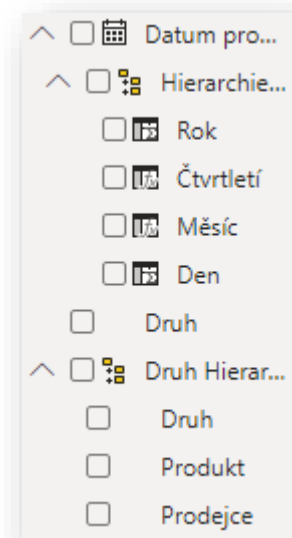 Datum pro...
Hierarchie...
Rok
Čtvrtletí
Měsíc
Den
Druh
Druh Hierar...
Druh
Produkt
Prodejce